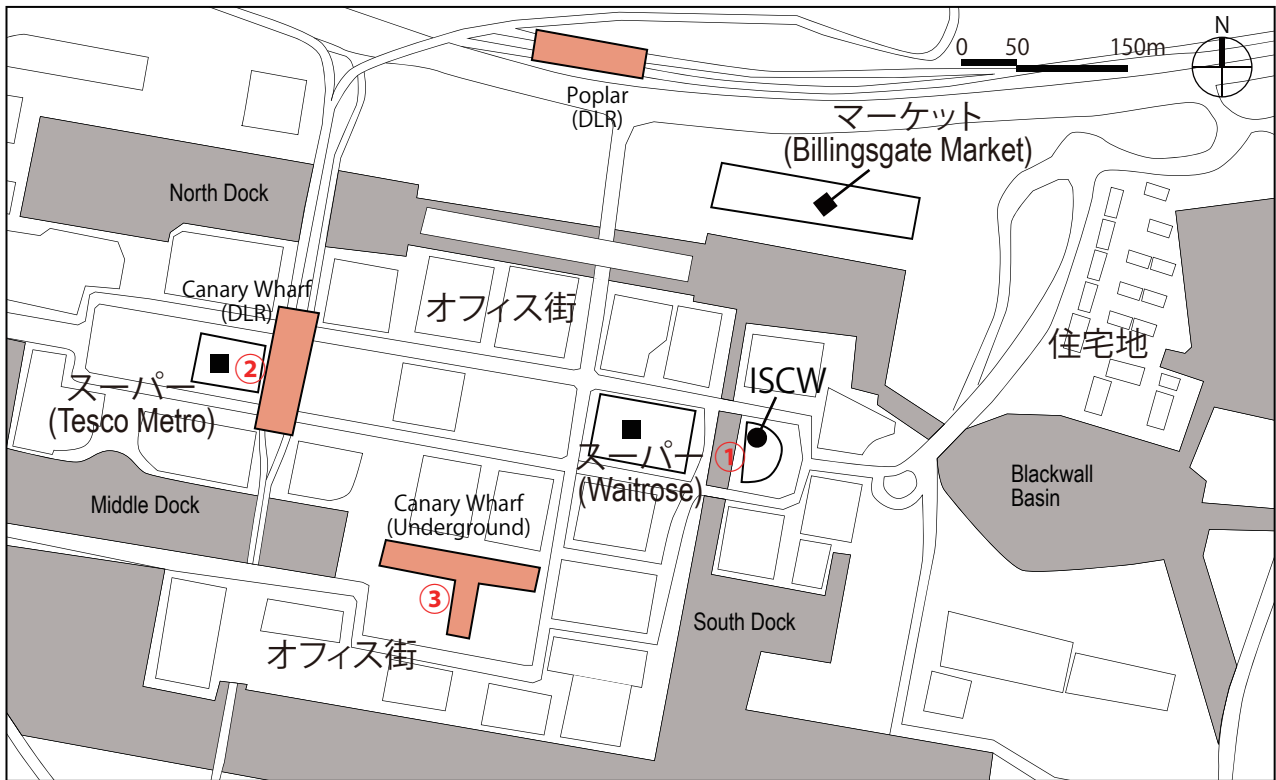 N
0 50 150m
Poplar
(DLR)
マーケット
(Billingsgate Market)
North Dock
Canary Wharf
(DLR)
オフィス街
住宅地
②
スーパー
(Tesco Metro)
ISCW
スーパー
(Waitrose)
①
Blackwall
Basin
Middle Dock
Canary Wharf
(Underground)
③
South Dock
オフィス街